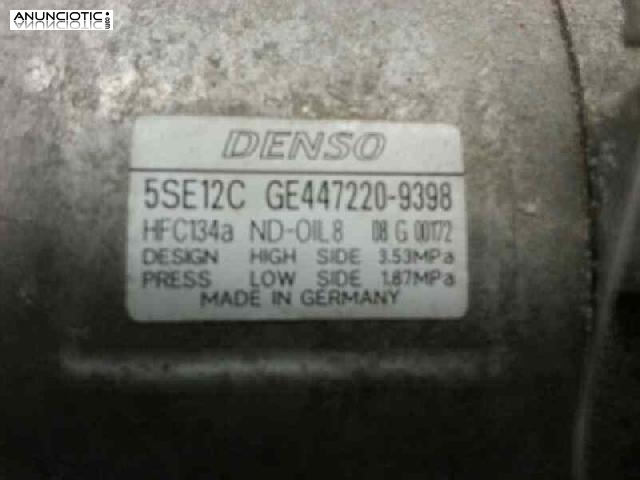 ANUNCIOTIC
.com
DENSO
5SE12C GE447220-9398
HFC134a ND-OIL8 08 G 00172
DESIGN HIGH SIDE 3.53MPa
PRESS LOW SIDE 1.87MPa
MADE IN GERMANY